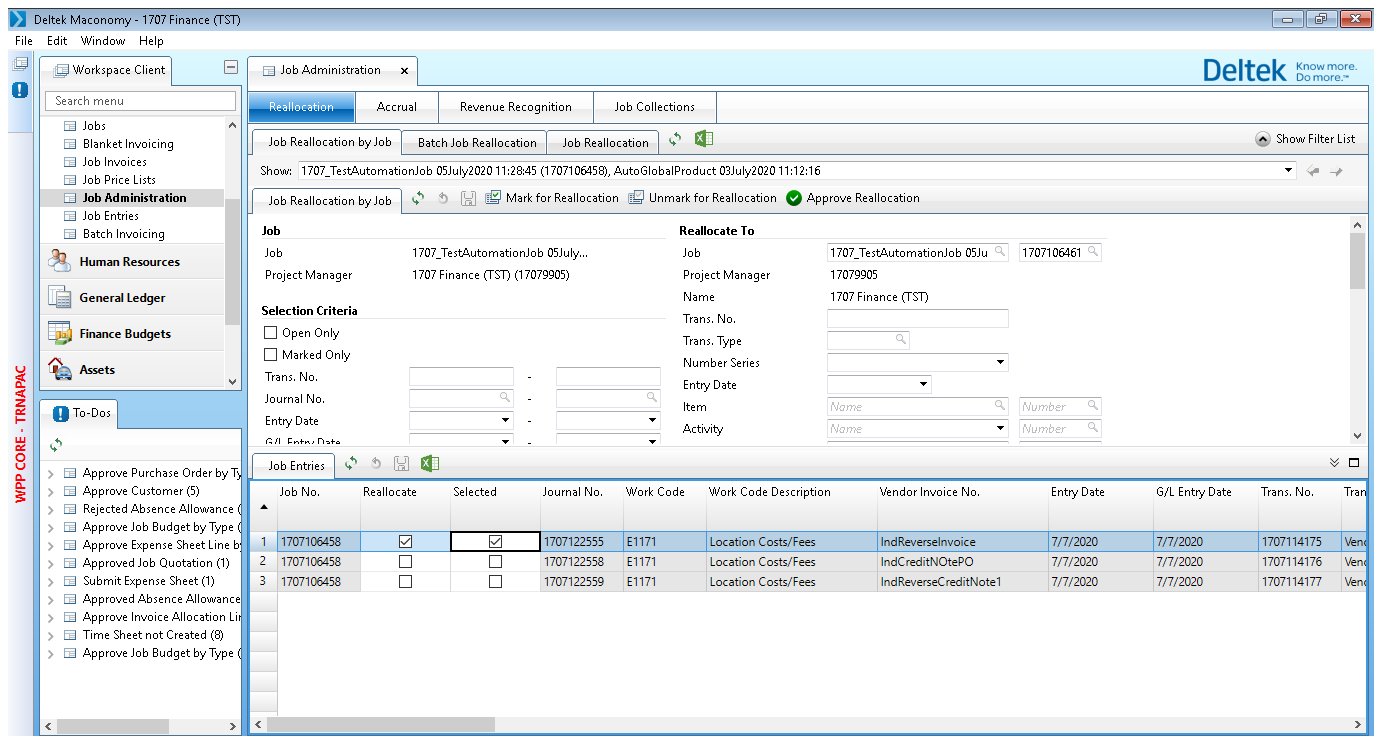 Deltek Maconomy - 1707 Finance (TST)
File Edit Window Help
Workspace Client
Job Administration x
Deltek Know more. Do more.™
Search menu
Jobs
Blanket Invoicing
Job Invoices
Job Price Lists
Job Administration
Job Entries
Batch Invoicing
Human Resources
General Ledger
Finance Budgets
Assets
WPP CORE - TRNAPAC
To-Dos
Approve Purchase Order by Ty
Approve Customer (5)
Rejected Absence Allowance (
Approve Job Budget by Type (
Approve Expense Sheet Line by
Approved Job Quotation (1)
Submit Expense Sheet (1)
Approved Absence Allowance
Approve Invoice Allocation Lin
Time Sheet not Created (8)
Approve Job Budget by Type (
Reallocation Accrual Revenue Recognition Job Collections
Job Reallocation by Job Batch Job Reallocation Job Reallocation Show Filter List
Show: 1707_TestAutomationJob 05July2020 11:28:45 (1707106458), AutoGlobalProduct 03July2020 11:12:16
Job Reallocation by Job Mark for Reallocation Unmark for Reallocation Approve Reallocation
Job
Job 1707_TestAutomationJob 05July...
Project Manager 1707 Finance (TST) (17079905)
Selection Criteria
Open Only
Marked Only
Trans. No. -
Journal No. -
Entry Date -
G/L Entry Date -
Reallocate To
Job 1707_TestAutomationJob 05Ju 1707106461
Project Manager 17079905
Name 1707 Finance (TST)
Trans. No.
Trans. Type
Number Series
Entry Date
Item Name Number
Activity Name Number
Job Entries
Job No. Reallocate Selected Journal No. Work Code Work Code Description Vendor Invoice No. Entry Date G/L Entry Date Trans. No. Tran
1 1707106458 1707122555 E1171 Location Costs/Fees IndReverseInvoice 7/7/2020 7/7/2020 1707114175 Venc
2 1707106458 1707122558 E1171 Location Costs/Fees IndCreditNOtePO 7/7/2020 7/7/2020 1707114176 Venc
3 1707106458 1707122559 E1171 Location Costs/Fees IndReverseCreditNote1 7/7/2020 7/7/2020 1707114177 Venc